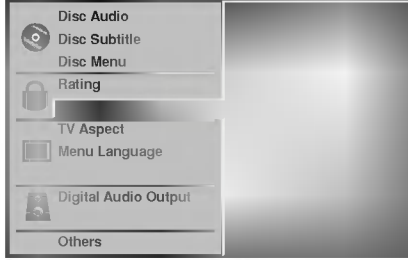 Disc Audio
Disc Subtitle
Disc Menu
Rating
TV Aspect
Menu Language
Digital Audio Output
Others